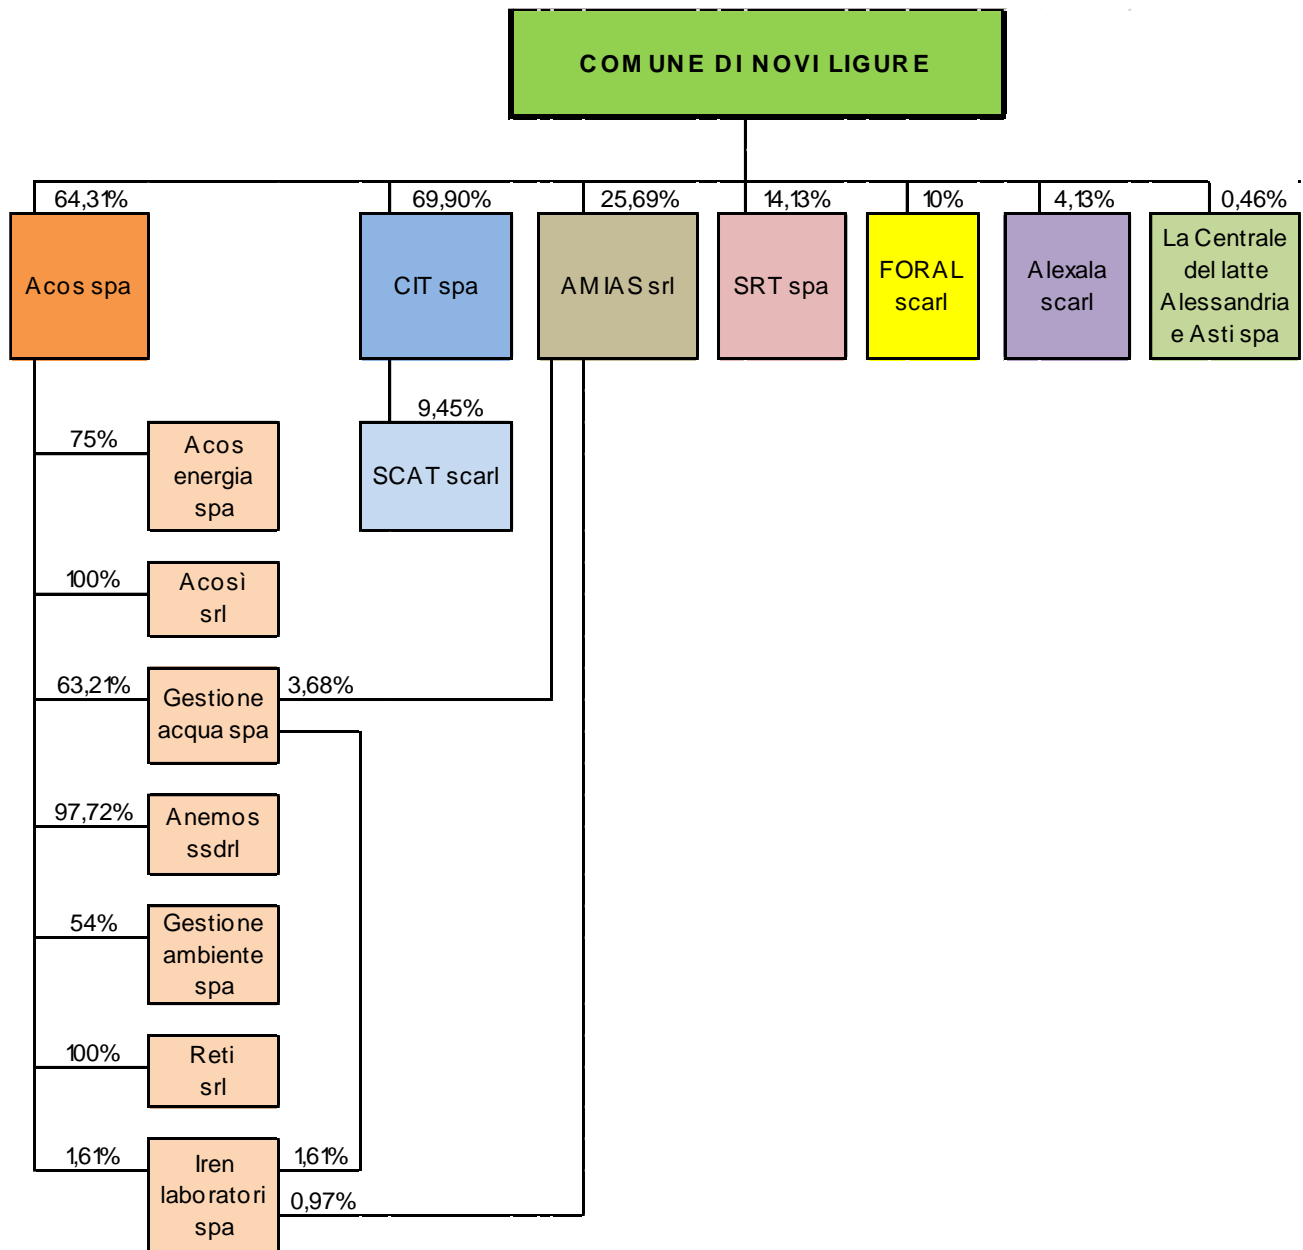 COMUNE DI NOVI LIGURE
64,31%
69,90%
25,69%
14,13%
10%
4,13%
0,46%
Acos spa
CIT spa
AMIAS srl
SRT spa
FORAL
scarl
Alexala
scarl
La Centrale
del latte
Alessandria
e Asti spa
9,45%
SCAT scarl
75%
Acos
energia
spa
100%
Acosì
srl
63,21%
Gestione
acqua spa
3,68%
97,72%
Anemos
ssdrl
54%
Gestione
ambiente
spa
100%
Reti
srl
1,61%
Iren
laboratori
spa
1,61%
0,97%